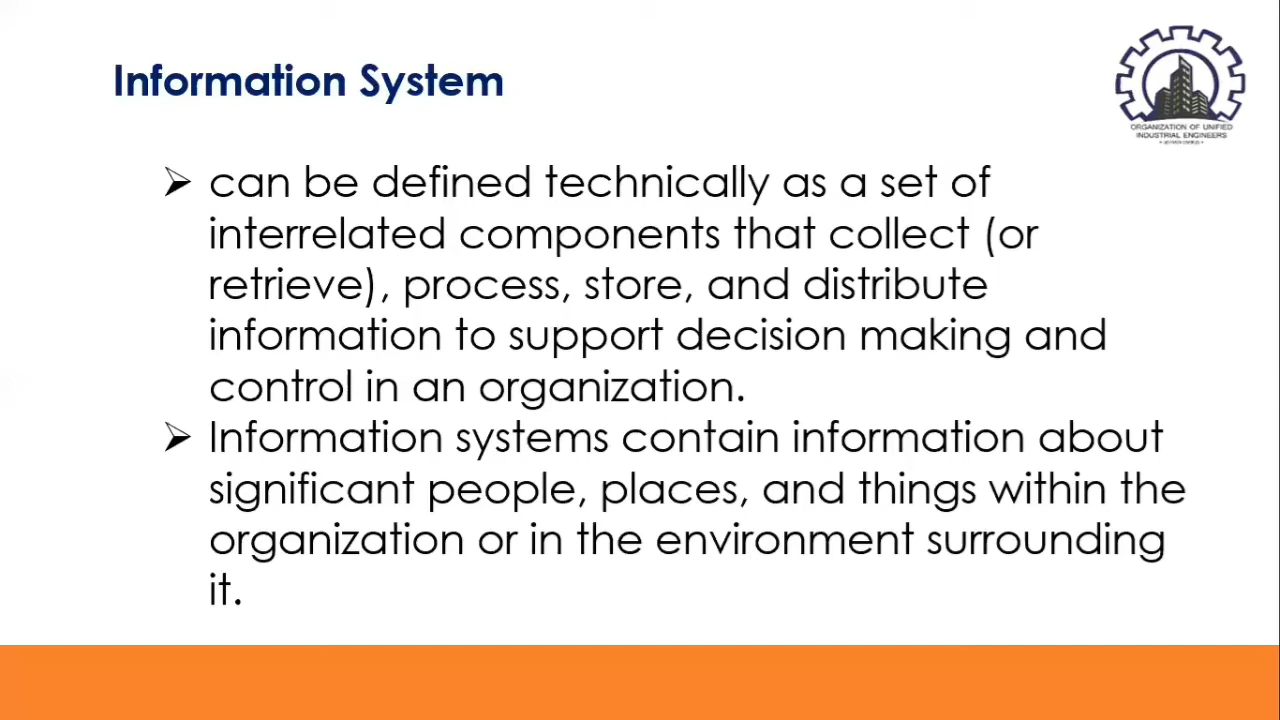 Information System
ORGANIZATION OF UNIFIED
INDUSTRIAL ENGINEERS
➢ can be defined technically as a set of
interrelated components that collect (or
retrieve), process, store, and distribute
information to support decision making and
control in an organization.
➢ Information systems contain information about
significant people, places, and things within the
organization or in the environment surrounding
it.